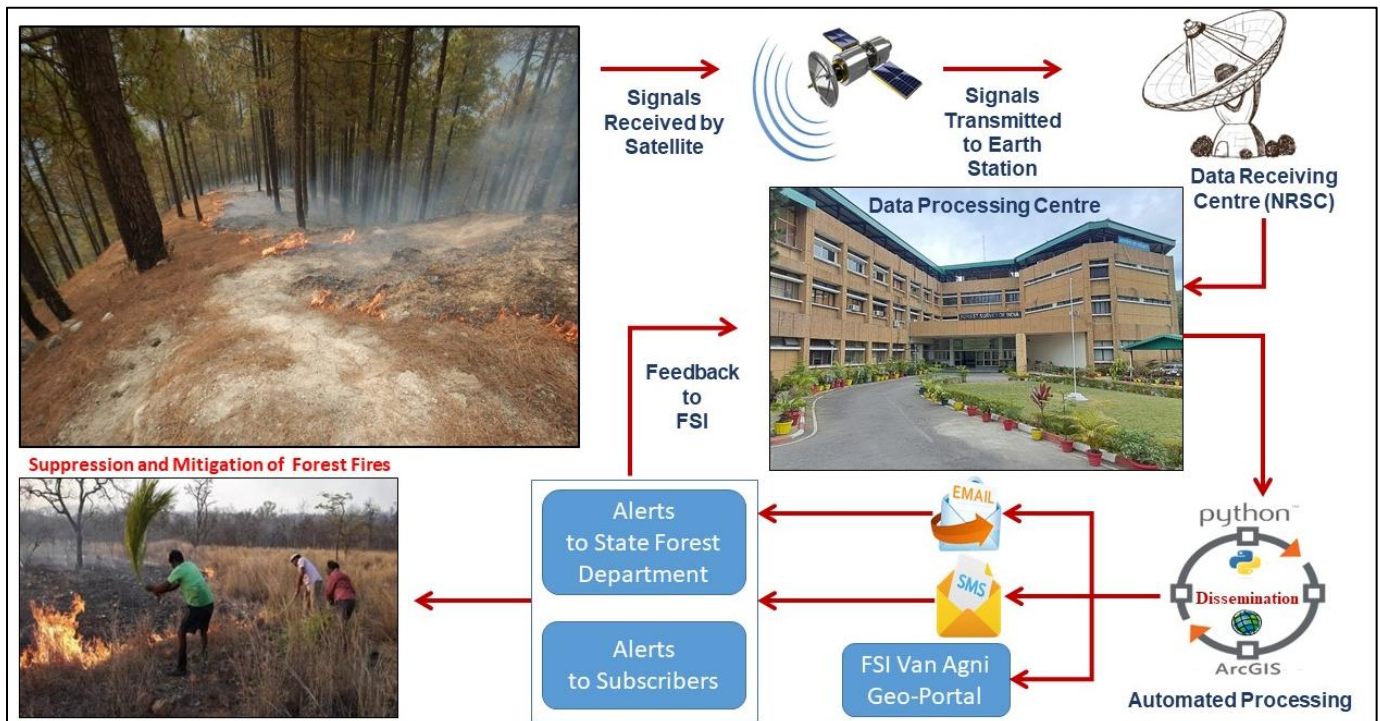 Signals
Received by
Satellite
Signals
Transmitted
to Earth
Station
Data Receiving
Centre (NRSC)
Data Processing Centre
FOREST SURVEY OF INDIA
Feedback
to
FSI
Suppression and Mitigation of Forest Fires
Alerts
to State Forest
Department
Alerts
to Subscribers
EMAIL
SMS
FSI Van Agni
Geo-Portal
python™
Dissemination
ArcGIS
Automated Processing